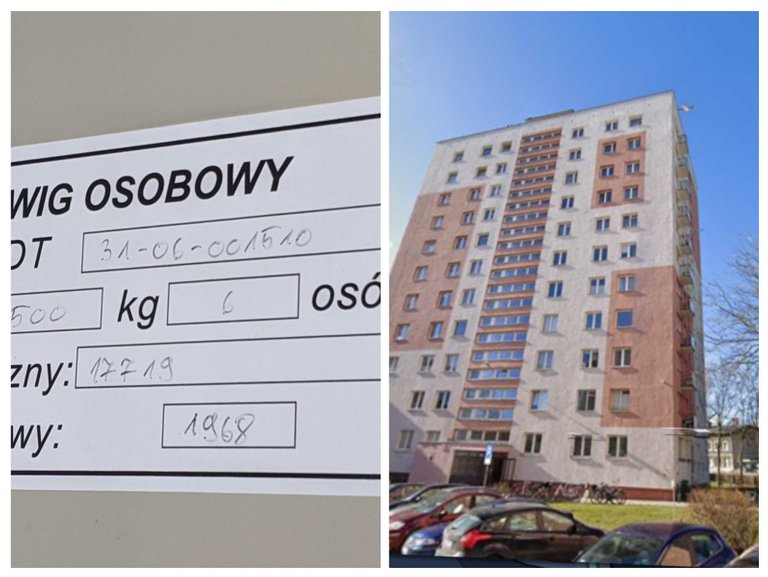 WIG OSOBOWY
DT 31-06-001510
500 kg 6 osó
zny: 17719
wy: 1968